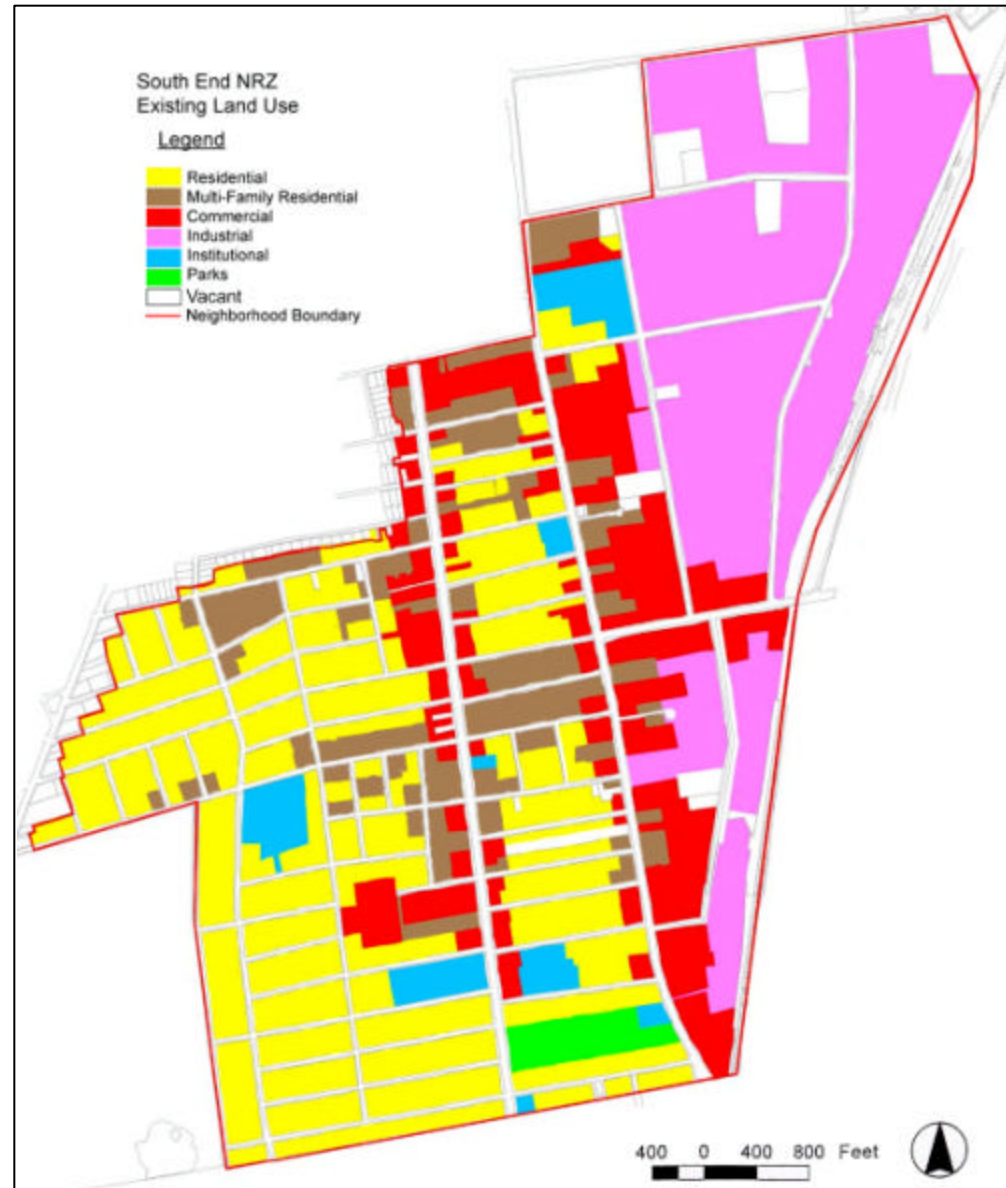 South End NRZ
Existing Land Use
Legend
Residential
Multi-Family Residential
Commercial
Industrial
Institutional
Parks
Vacant
Neighborhood Boundary
400 0 400 800 Feet